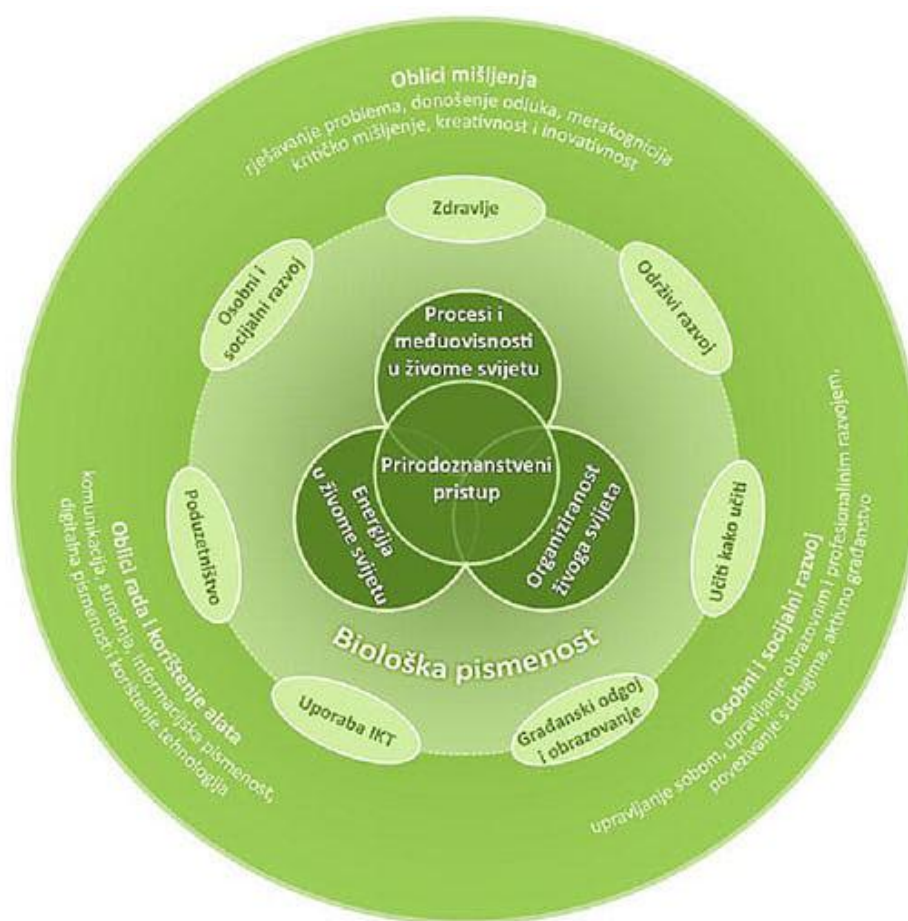 Oblici mišljenja
rješavanje problema, donošenje odluka, metakognicija
kritičko mišljenje, kreativnost i inovativnost
Zdravlje
Osobni i
socijalni razvoj
Održivi razvoj
Procesi i
međuovisnosti
u živome svijetu
Prirodoznanstveni
pristup
Energija
u živome svijetu
Organiziranost
živoga svijeta
Poduzetništvo
Učiti kako učiti
Biološka pismenost
Uporaba IKT
Građanski odgoj
i obrazovanje
Oblici rada i korištenje alata
komunikacija, suradnja, informacijska pismenost,
digitalna pismenost i korištenje tehnologija
Osobni i socijalni razvoj
upravljanje sobom, upravljanje obrazovnim i profesionalnim razvojem,
povezivanje s drugima, aktivno građanstvo